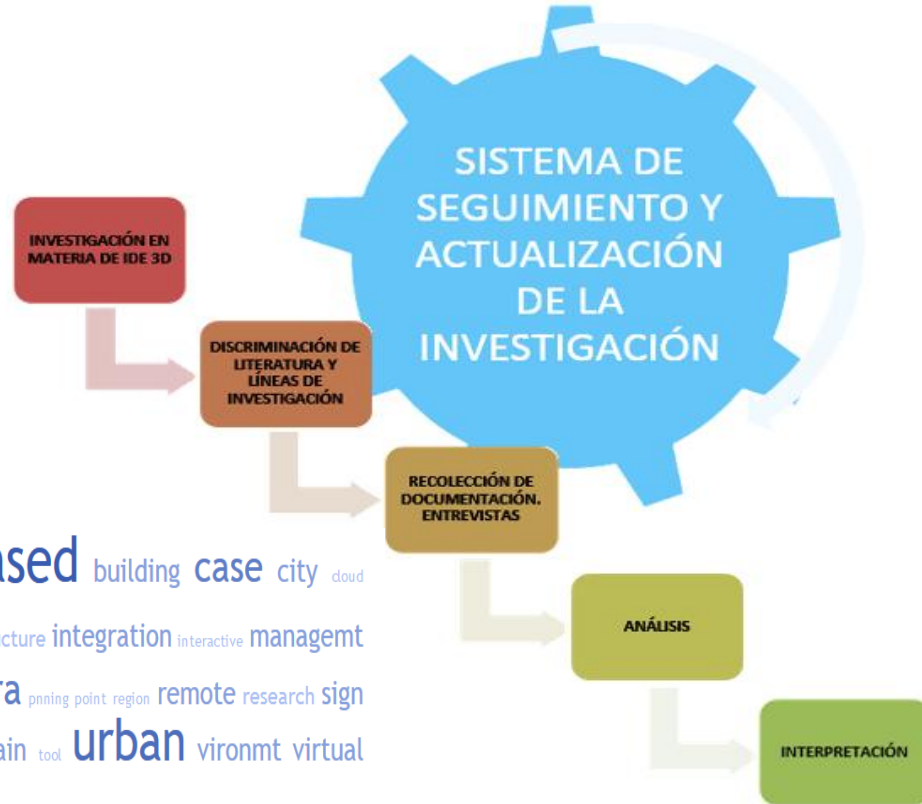 SISTEMA DE
SEGUIMIENTO Y
ACTUALIZACIÓN
DE LA
INVESTIGACIÓN
INVESTIGACIÓN EN
MATERIA DE IDE 3D
DISCRIMINACIÓN DE
LITERATURA Y
LÍNEAS DE
INVESTIGACIÓN
RECOLECCIÓN DE
DOCUMENTACIÓN.
ENTREVISTAS
ANÁLISIS
INTERPRETACIÓN
ased building case city cloud
cture integration interactive managemt
ra pnning point region remote research sign
ain tool urban vironmt virtual